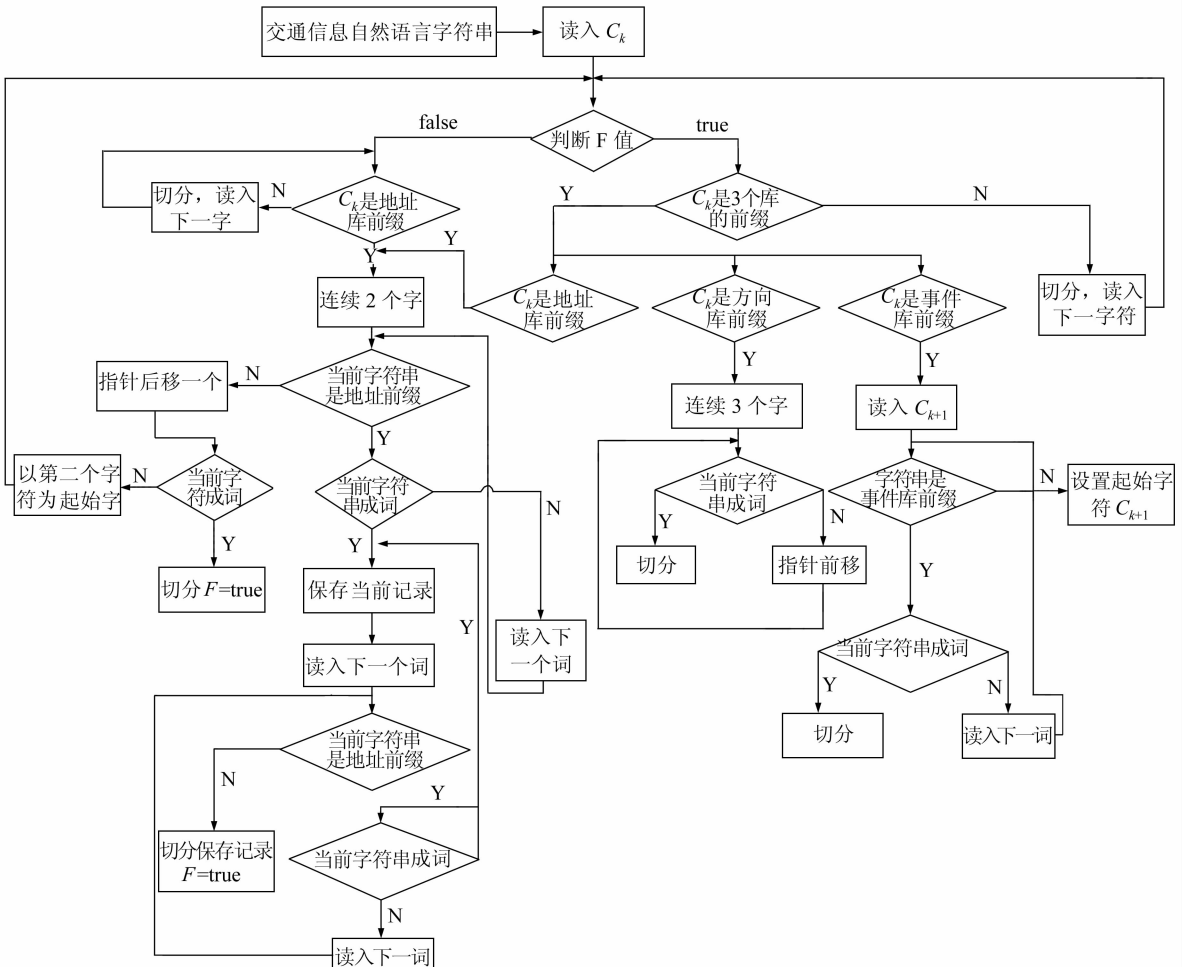 交通信息自然语言字符串
读入 Ck
判断 F 值
false
true
Ck是地址
库前缀
N
切分，读入
下一字
Y
Y
Ck是3个库
的前缀
Y
N
Ck是地址
库前缀
Ck是方向
库前缀
Ck是事件
库前缀
切分，读入
下一字符
连续 2 个字
Y
Y
当前字符串
是地址前缀
N
指针后移一个
连续 3 个字
读入 Ck+1
Y
当前字
符成词
N
以第二个字
符为起始字
当前字符
串成词
N
当前字符
串成词
字符串是
事件库前缀
N
设置起始字
符 Ck+1
Y
Y
Y
N
切分 F=true
保存当前记录
切分
指针前移
Y
Y
读入下
一个词
读入下一个词
当前字符串成词
Y
N
当前字符串
是地址前缀
切分
读入下一词
N
Y
切分保存记录
F=true
当前字符串成词
N
读入下一词